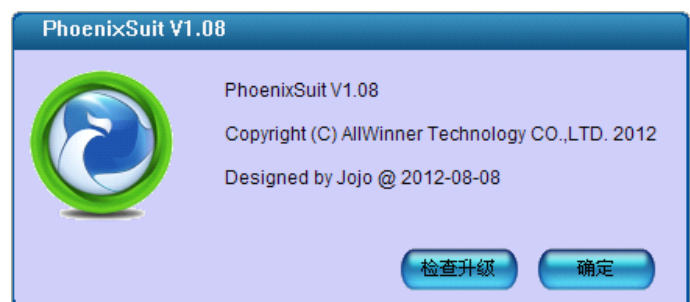 PhoenixSuit V1.08
PhoenixSuit V1.08
Copyright (C) AllWinner Technology CO.,LTD. 2012
Designed by Jojo @ 2012-08-08
检查升级 确定